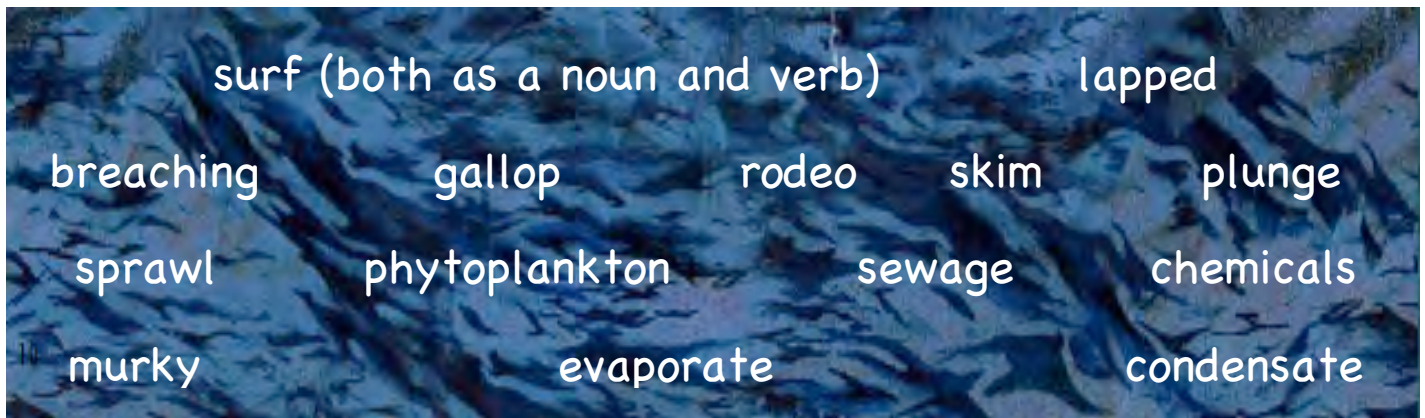 surf (both as a noun and verb) lapped
breaching gallop rodeo skim plunge
sprawl phytoplankton sewage chemicals
10 murky evaporate condensate